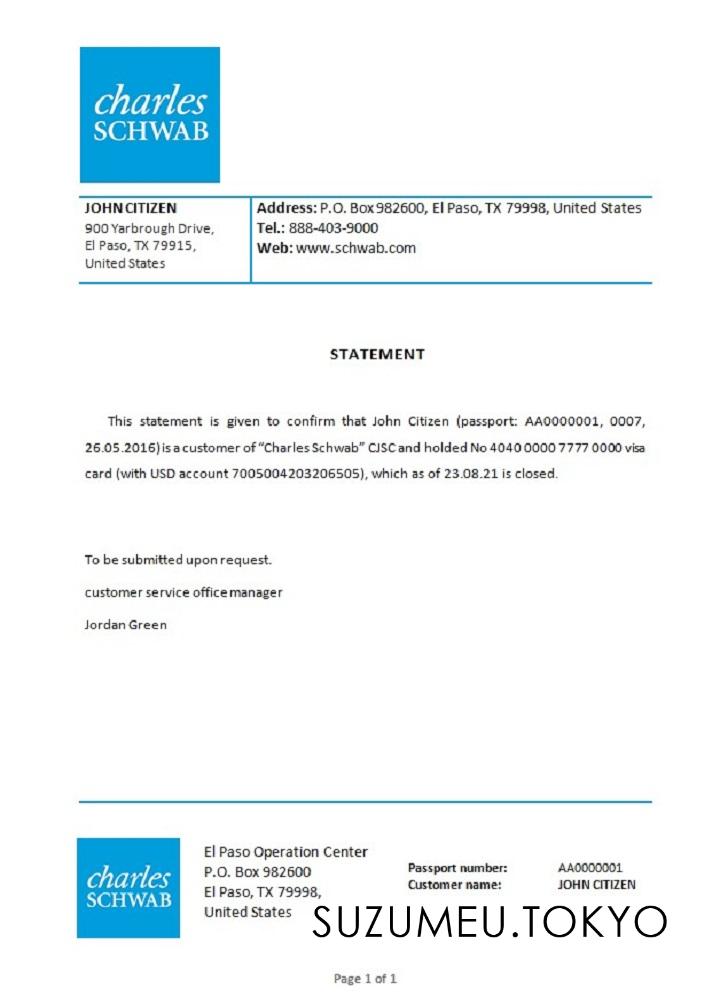 charles
SCHWAB
JOHN CITIZEN
900 Yarbrough Drive,
El Paso, TX 79915,
United States
Address: P.O. Box 982600, El Paso, TX 79998, United States
Tel.: 888-403-9000
Web: www.schwab.com
STATEMENT
This statement is given to confirm that John Citizen (passport: AA0000001, 0007,
26.05.2016) is a customer of “Charles Schwab” CJSC and holded No 4040 0000 7777 0000 visa
card (with USD account 7005004203206505), which as of 23.08.21 is closed.
To be submitted upon request.
customer service office manager
Jordan Green
charles
SCHWAB
El Paso Operation Center
P.O. Box 982600
El Paso, TX 79998,
United States
Passport number: AA0000001
Customer name: JOHN CITIZEN
SUZUMEU.TOKYO
Page 1 of 1